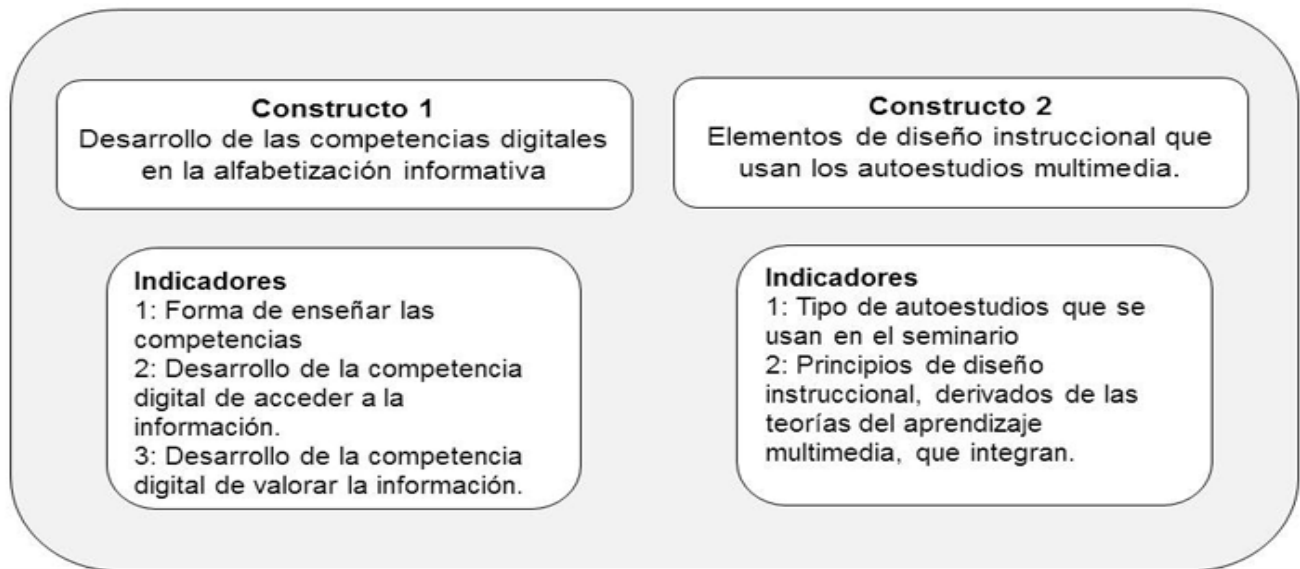 Constructo 1
Desarrollo de las competencias digitales
en la alfabetización informativa
Constructo 2
Elementos de diseño instruccional que
usan los autoestudios multimedia.
Indicadores
1: Forma de enseñar las
competencias
2: Desarrollo de la competencia
digital de acceder a la
información.
3: Desarrollo de la competencia
digital de valorar la información.
Indicadores
1: Tipo de autoestudios que se
usan en el seminario
2: Principios de diseño
instruccional, derivados de las
teorías del aprendizaje
multimedia, que integran.